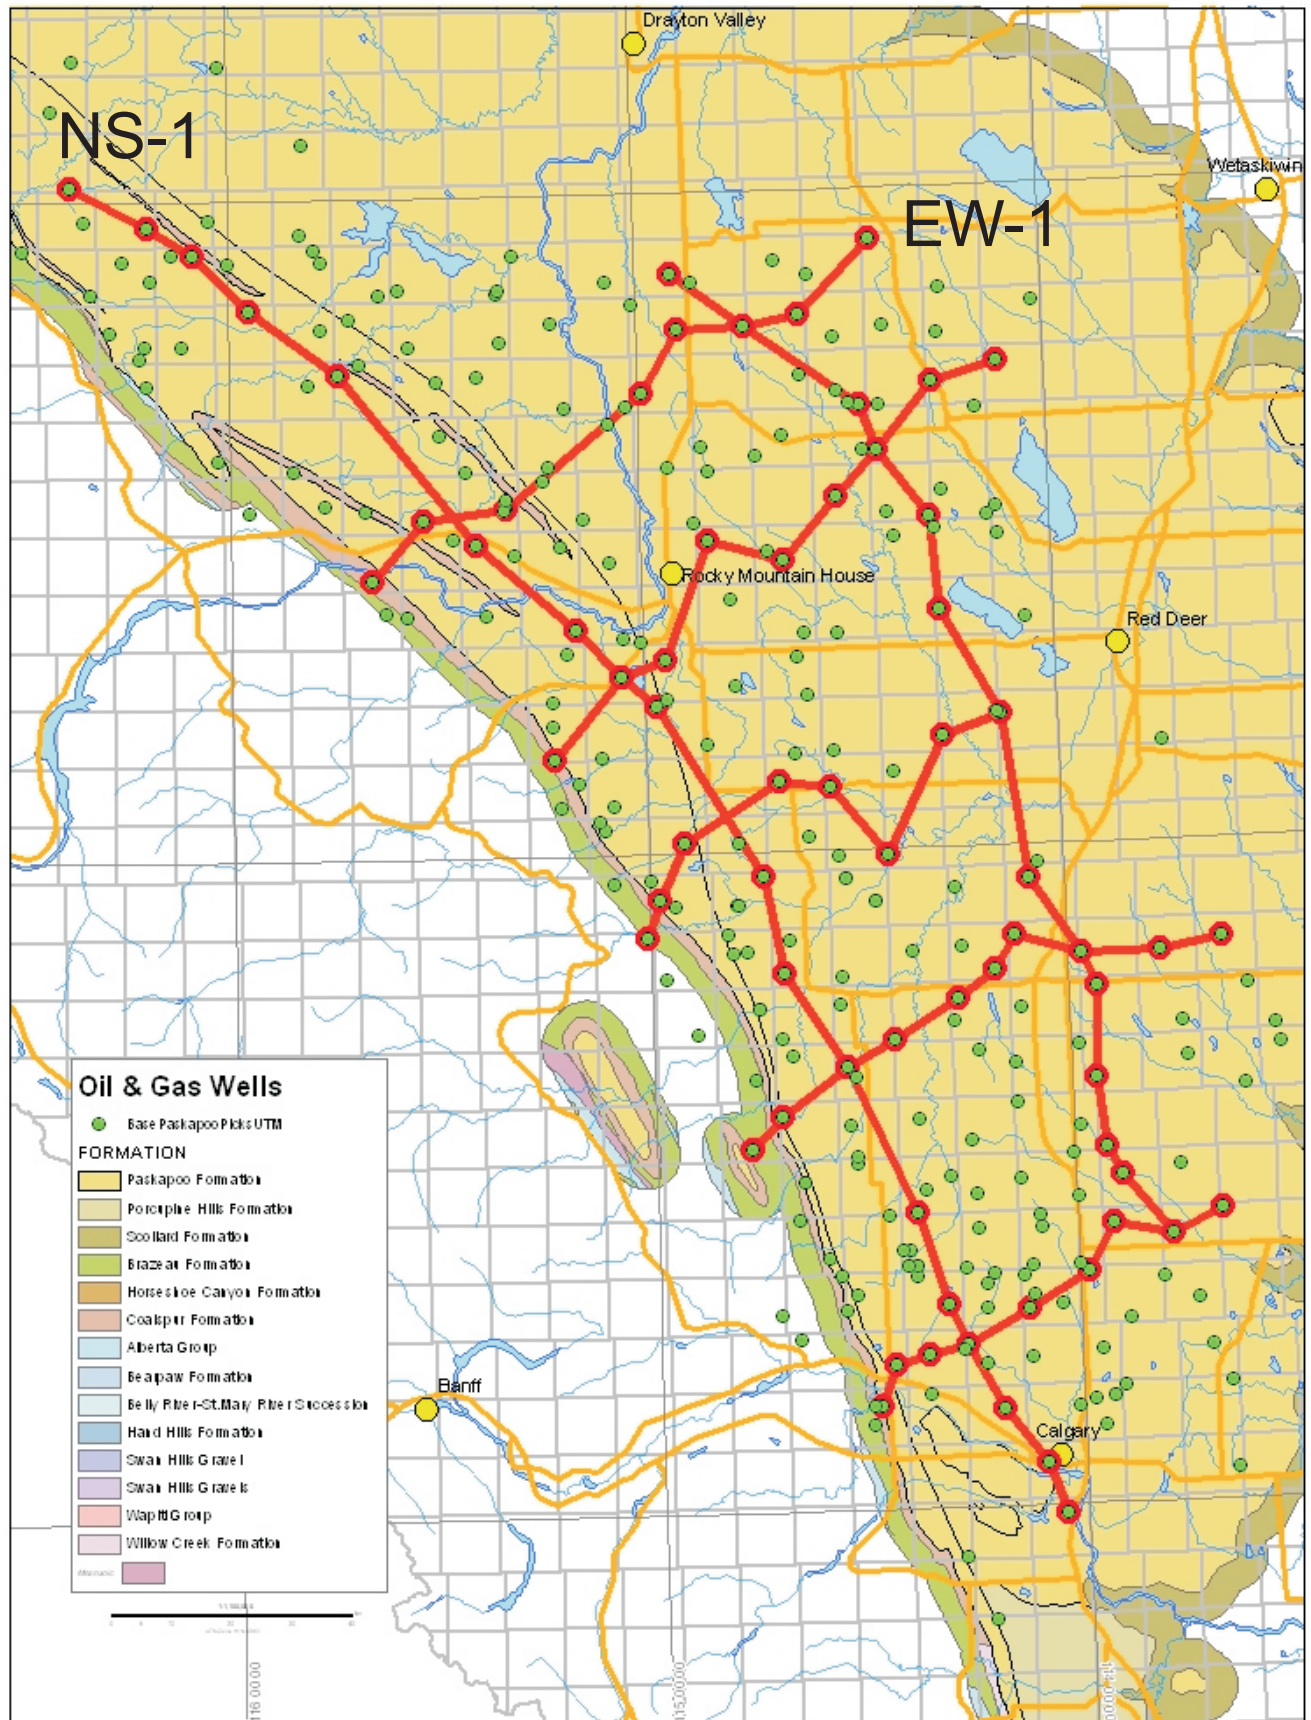 Drayton Valley
NS-1
Wetaskiwin
EW-1
Rocky Mountain House
Red Deer
Oil & Gas Wells
Base Paskapoo Picks UTM
FORMATION
Paskapoo Formation
Porcupine Hills Formation
Scollard Formation
Brazeau Formation
Horseshoe Canyon Formation
Coalspur Formation
Alberta Group
Bearpaw Formation
Belly River-St.Mary River Succession
Hand Hills Formation
Swan Hills Gravel
Swan Hills Gravels
Wapiti Group
Willow Creek Formation
Banff
Calgary
116 0000